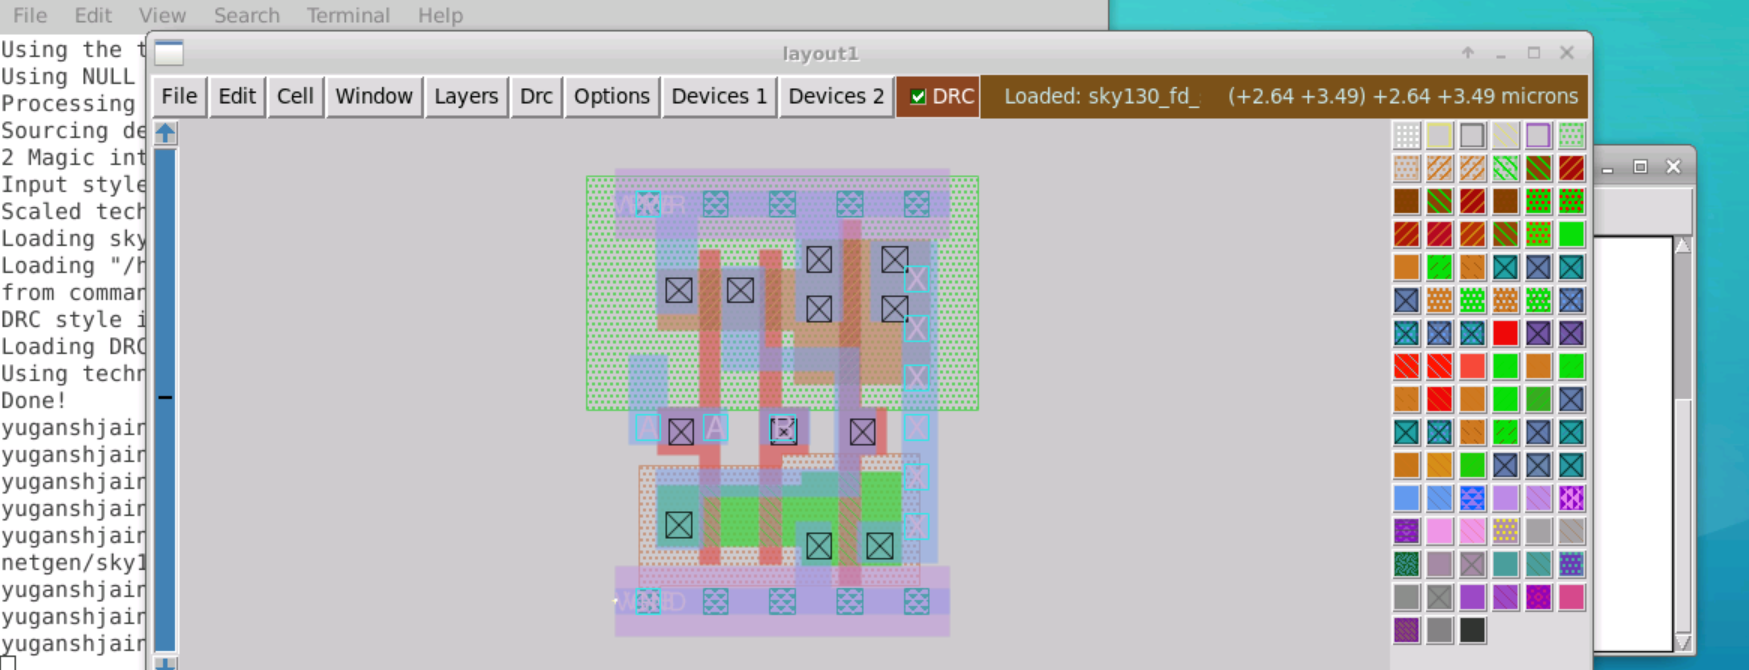 File Edit View Search Terminal Help
layout1
File Edit Cell Window Layers Drc Options Devices 1 Devices 2 DRC Loaded: sky130_fd_ (+2.64 +3.49) +2.64 +3.49 microns
Using the t
Using NULL
Processing
Sourcing de
2 Magic int
Input style
Scaled tech
Loading sky
Loading "/h
from comman
DRC style i
Loading DRC
Using techn
Done!
yuganshjain
yuganshjain
yuganshjain
yuganshjain
yuganshjain
netgen/sky1
yuganshjain
yuganshjain
yuganshjain
A A B